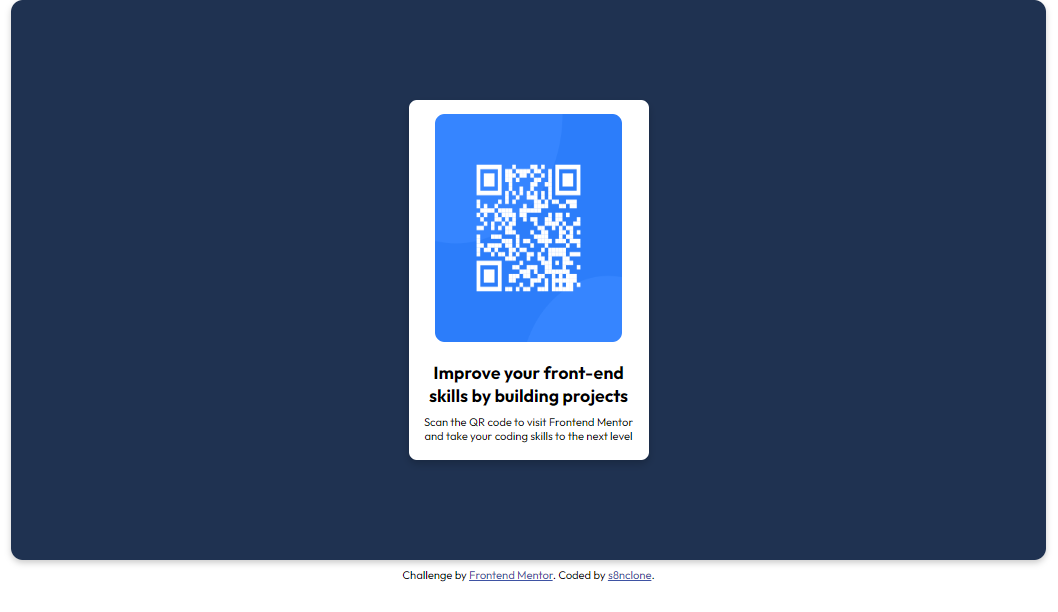 Improve your front-end
skills by building projects
Scan the QR code to visit Frontend Mentor
and take your coding skills to the next level
Challenge by Frontend Mentor. Coded by s8nclone.